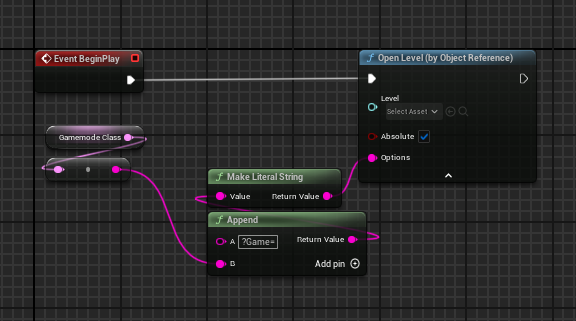 Event BeginPlay
Open Level (by Object Reference)
Level
Select Asset
Absolute
Options
Gamemode Class
Make Literal String
Value
Return Value
Append
A
?Game=
Return Value
B
Add pin